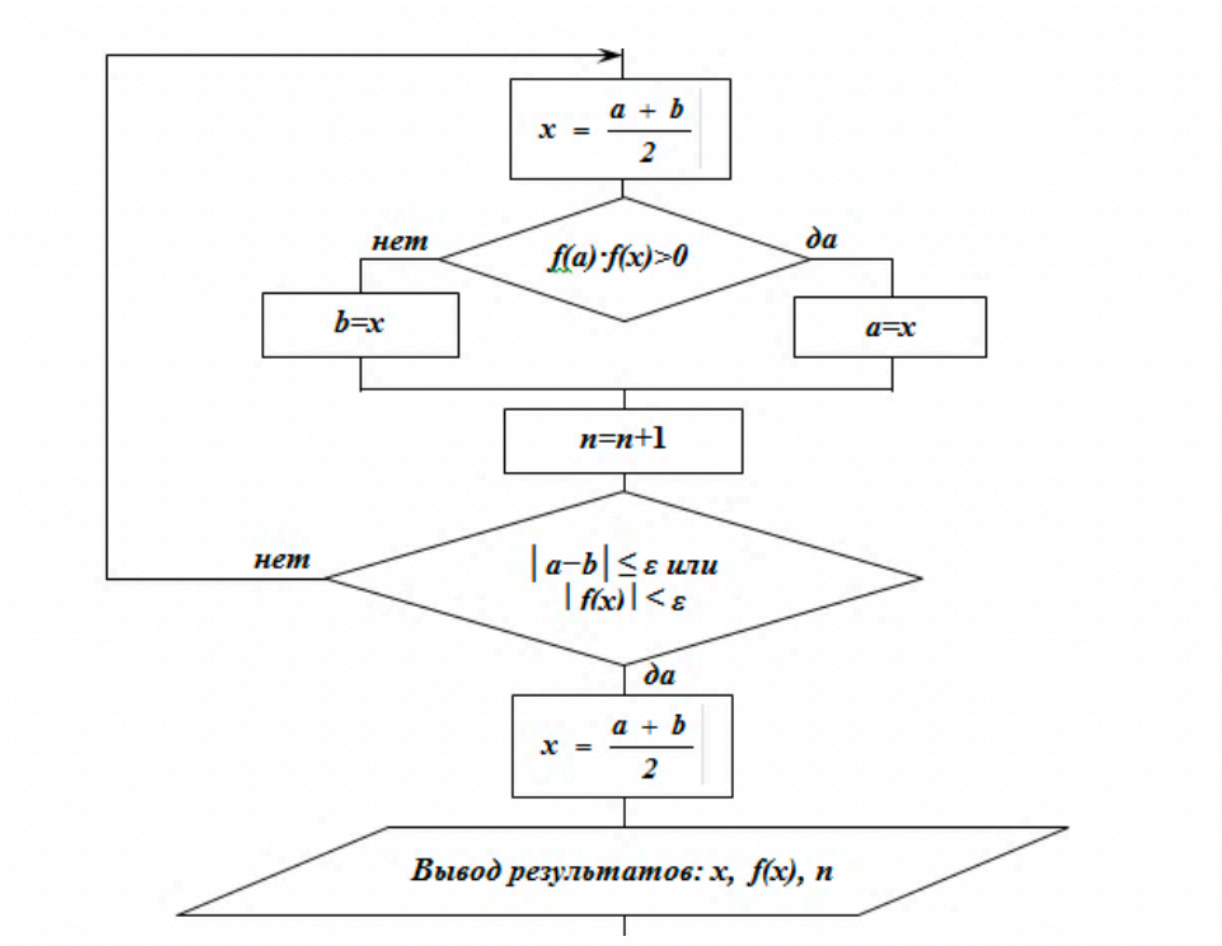 x = a + b / 2
нет
да
f(a)·f(x)>0
b=x
a=x
n=n+1
нет
|a−b| ≤ ε или
|f(x)| < ε
да
x = a + b / 2
Вывод результатов: x, f(x), n